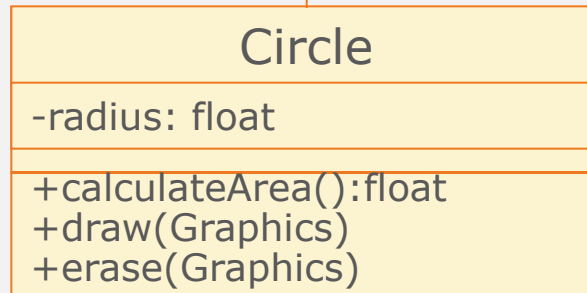 Circle
-radius: float
+calculateArea():float
+draw(Graphics)
+erase(Graphics)